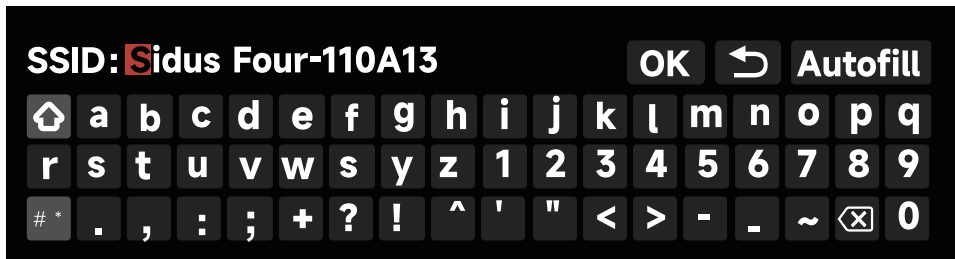 SSID: Sidus Four-110A13 OK Autofill
a b c d e f g h i j k l m n o p q
r s t u v w s y z 1 2 3 4 5 6 7 8 9
# * . , : ; + ? ! ^ ' " < > - _ ~ 0